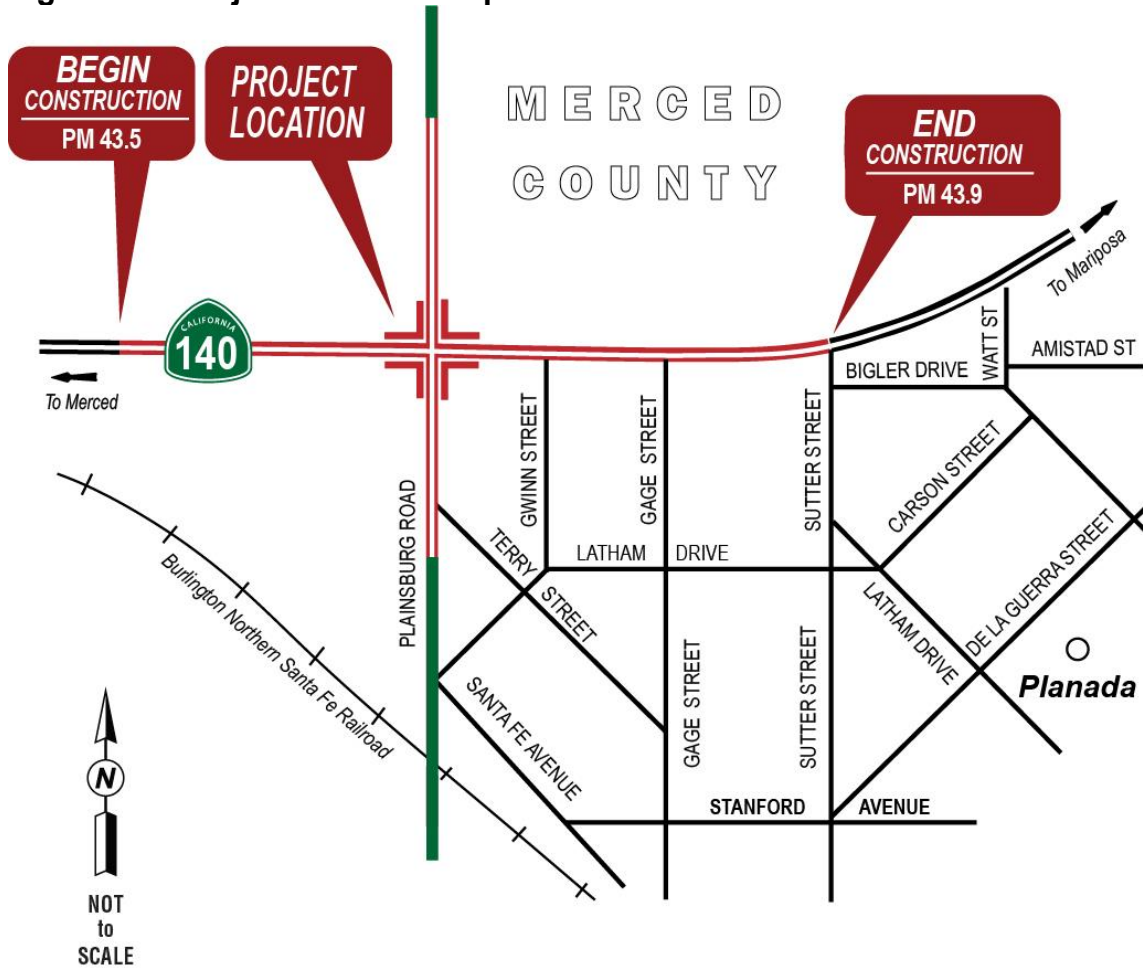 BEGIN
CONSTRUCTION
PM 43.5
PROJECT
LOCATION
MERCED
COUNTY
END
CONSTRUCTION
PM 43.9
To Mariposa
CALIFORNIA
140
To Merced
WATT ST
AMISTAD ST
BIGLER DRIVE
GWINN STREET
GAGE STREET
SUTTER STREET
CARSON STREET
PLAINSBURG ROAD
TERRY
STREET
LATHAM DRIVE
LATHAM DRIVE
DE LA GUERRA STREET
Burlington Northern Santa Fe Railroad
SANTA FE AVENUE
GAGE STREET
SUTTER STREET
Planada
STANFORD AVENUE
N
NOT
to
SCALE